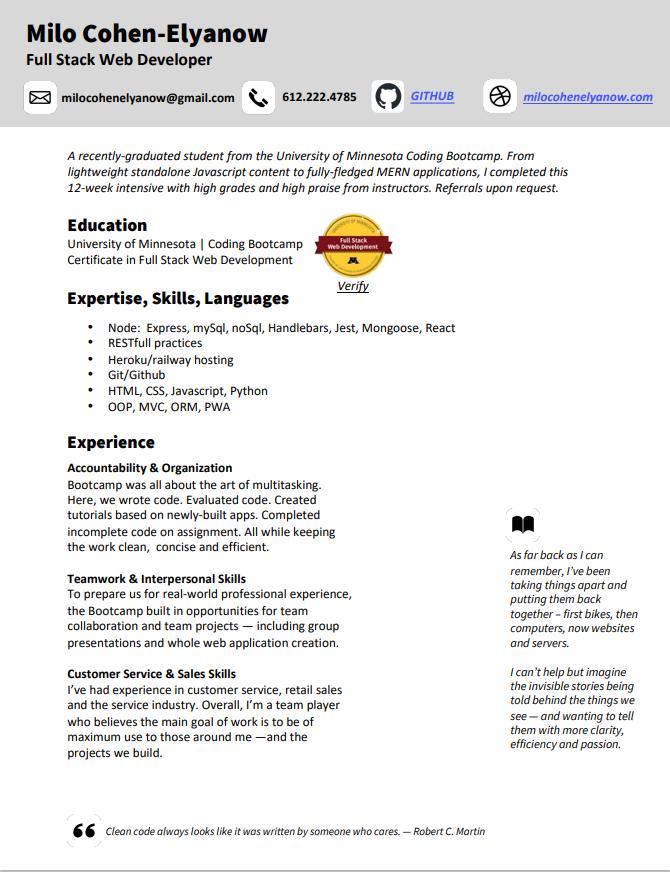 Milo Cohen-Elyanow
Full Stack Web Developer
milocohenelyanow@gmail.com 612.222.4785 GITHUB milocohenelyanow.com
A recently-graduated student from the University of Minnesota Coding Bootcamp. From
lightweight standalone Javascript content to fully-fledged MERN applications, I completed this
12-week intensive with high grades and high praise from instructors. Referrals upon request.
Education
University of Minnesota | Coding Bootcamp
Certificate in Full Stack Web Development
UNIVERSITY OF MINNESOTA
Full Stack
Web Development
M
Verify
Expertise, Skills, Languages
• Node:  Express, mySql, noSql, Handlebars, Jest, Mongoose, React
• RESTfull practices
• Heroku/railway hosting
• Git/Github
• HTML, CSS, Javascript, Python
• OOP, MVC, ORM, PWA
Experience
Accountability & Organization
Bootcamp was all about the art of multitasking.
Here, we wrote code. Evaluated code. Created
tutorials based on newly-built apps. Completed
incomplete code on assignment. All while keeping
the work clean,  concise and efficient.
Teamwork & Interpersonal Skills
To prepare us for real-world professional experience,
the Bootcamp built in opportunities for team
collaboration and team projects — including group
presentations and whole web application creation.
Customer Service & Sales Skills
I've had experience in customer service, retail sales
and the service industry. Overall, I'm a team player
who believes the main goal of work is to be of
maximum use to those around me —and the
projects we build.
As far back as I can
remember, I've been
taking things apart and
putting them back
together – first bikes, then
computers, now websites
and servers.
I can't help but imagine
the invisible stories being
told behind the things we
see — and wanting to tell
them with more clarity,
efficiency and passion.
Clean code always looks like it was written by someone who cares. — Robert C. Martin